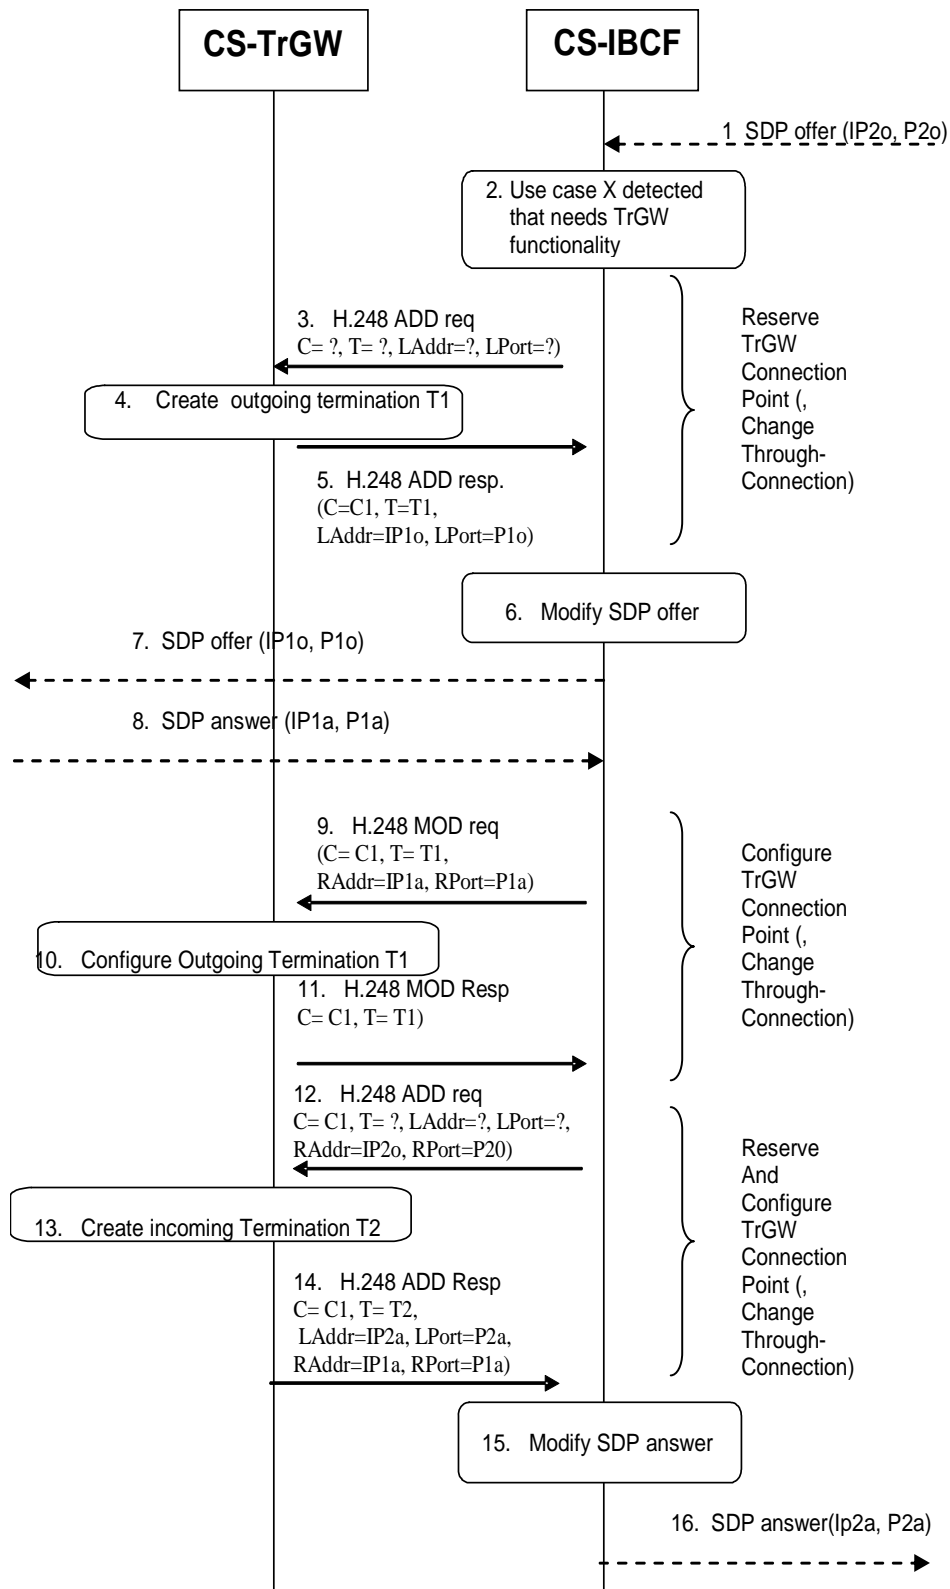 CS-TrGW
CS-IBCF
1 SDP offer (IP2o, P2o)
2. Use case X detected
that needs TrGW
functionality
Reserve
TrGW
Connection
Point (,
Change
Through-
Connection)
3. H.248 ADD req
C= ?, T= ?, LAddr=?, LPort=?)
4. Create outgoing termination T1
5. H.248 ADD resp.
(C=C1, T=T1,
LAddr=IP1o, LPort=P1o)
6. Modify SDP offer
7. SDP offer (IP1o, P1o)
8. SDP answer (IP1a, P1a)
9. H.248 MOD req
(C= C1, T= T1,
RAddr=IP1a, RPort=P1a)
Configure
TrGW
Connection
Point (,
Change
Through-
Connection)
10. Configure Outgoing Termination T1
11. H.248 MOD Resp
C= C1, T= T1)
12. H.248 ADD req
C= C1, T= ?, LAddr=?, LPort=?,
RAddr=IP2o, RPort=P20)
Reserve
And
Configure
TrGW
Connection
Point (,
Change
Through-
Connection)
13. Create incoming Termination T2
14. H.248 ADD Resp
C= C1, T= T2,
LAddr=IP2a, LPort=P2a,
RAddr=IP1a, RPort=P1a)
15. Modify SDP answer
16. SDP answer(Ip2a, P2a)